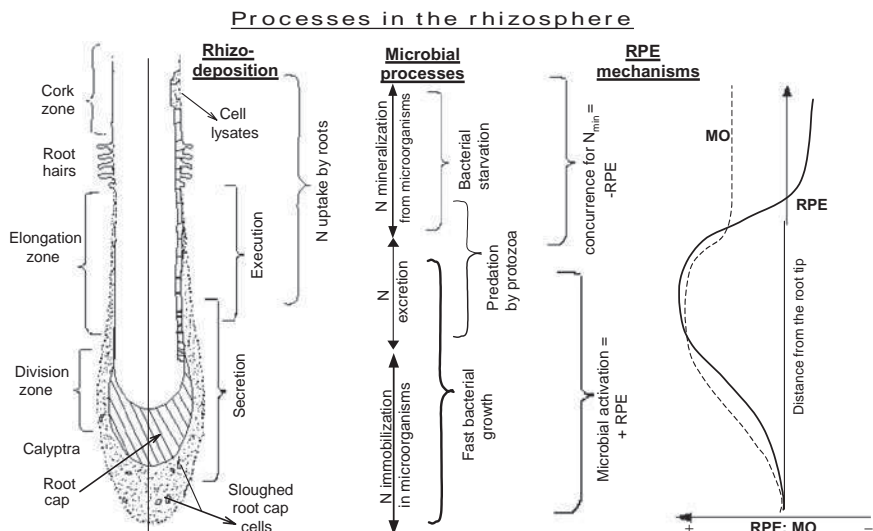 Processes in the rhizosphere
Rhizo-
deposition
Microbial
processes
RPE
mechanisms
Cork
zone
Root
hairs
Elongation
zone
Division
zone
Calyptra
Root
cap
Cell
lysates
N uptake by roots
Execution
Secretion
Sloughed
root cap
cells
N mineralization
from microorganisms
N
excretion
N immobilization
in microorganisms
Bacterial
starvation
Predation
by protozoa
Fast bacterial
growth
concurrence for Nmin =
-RPE
Microbial activation =
+ RPE
MO
RPE
Distance from the root tip
+ RPE; MO –